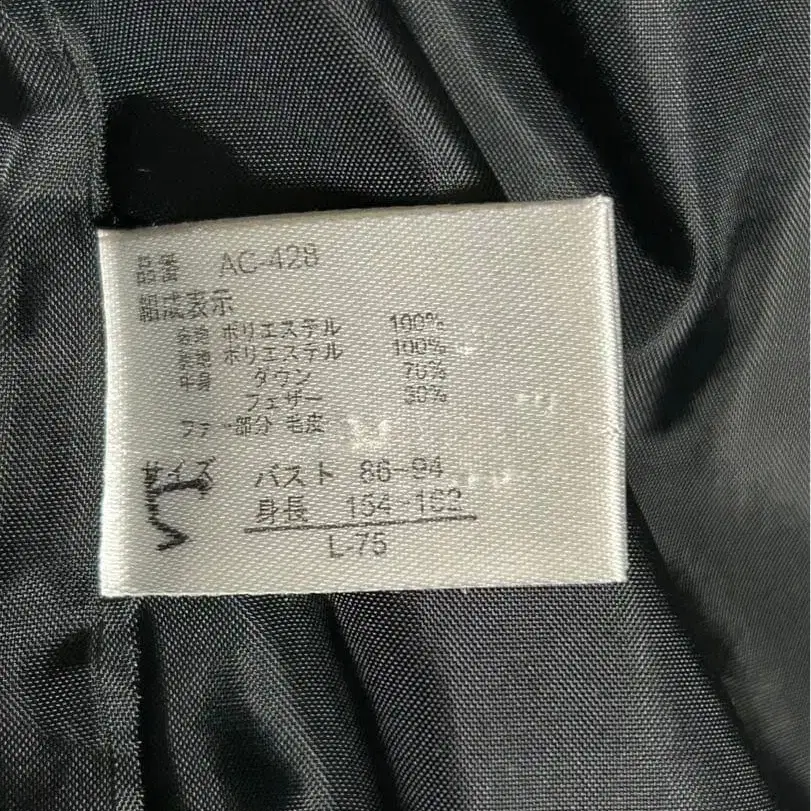 品番 AC-428
組成表示
表地 ポリエステル 100%
裏地 ポリエステル 100%
中綿 ダウン 70%
フェザー 30%
ファー部分 毛皮
サイズ バスト 86~94
身長 154~162
L-75